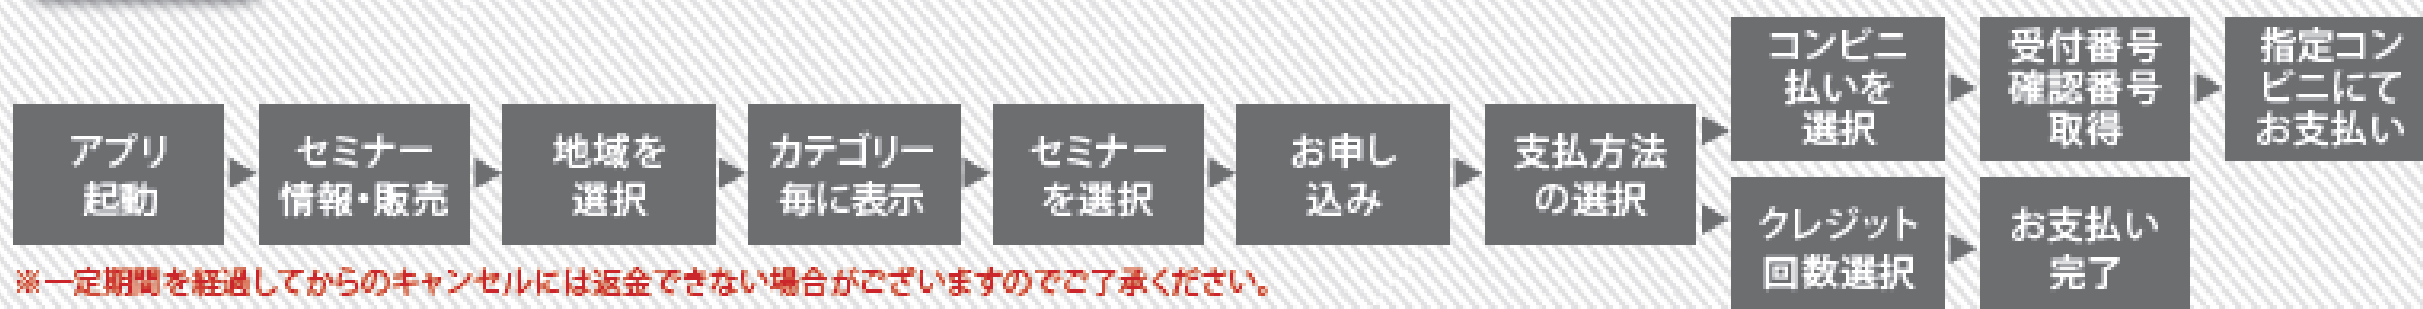 アプリ
起動
セミナー
情報・販売
地域を
選択
カテゴリー
毎に表示
セミナー
を選択
お申し
込み
支払方法
の選択
コンビニ
払いを
選択
受付番号
確認番号
取得
指定コン
ビニにて
お支払い
クレジット
回数選択
お支払い
完了
※一定期間を経過してからのキャンセルには返金できない場合がございますのでご了承ください。